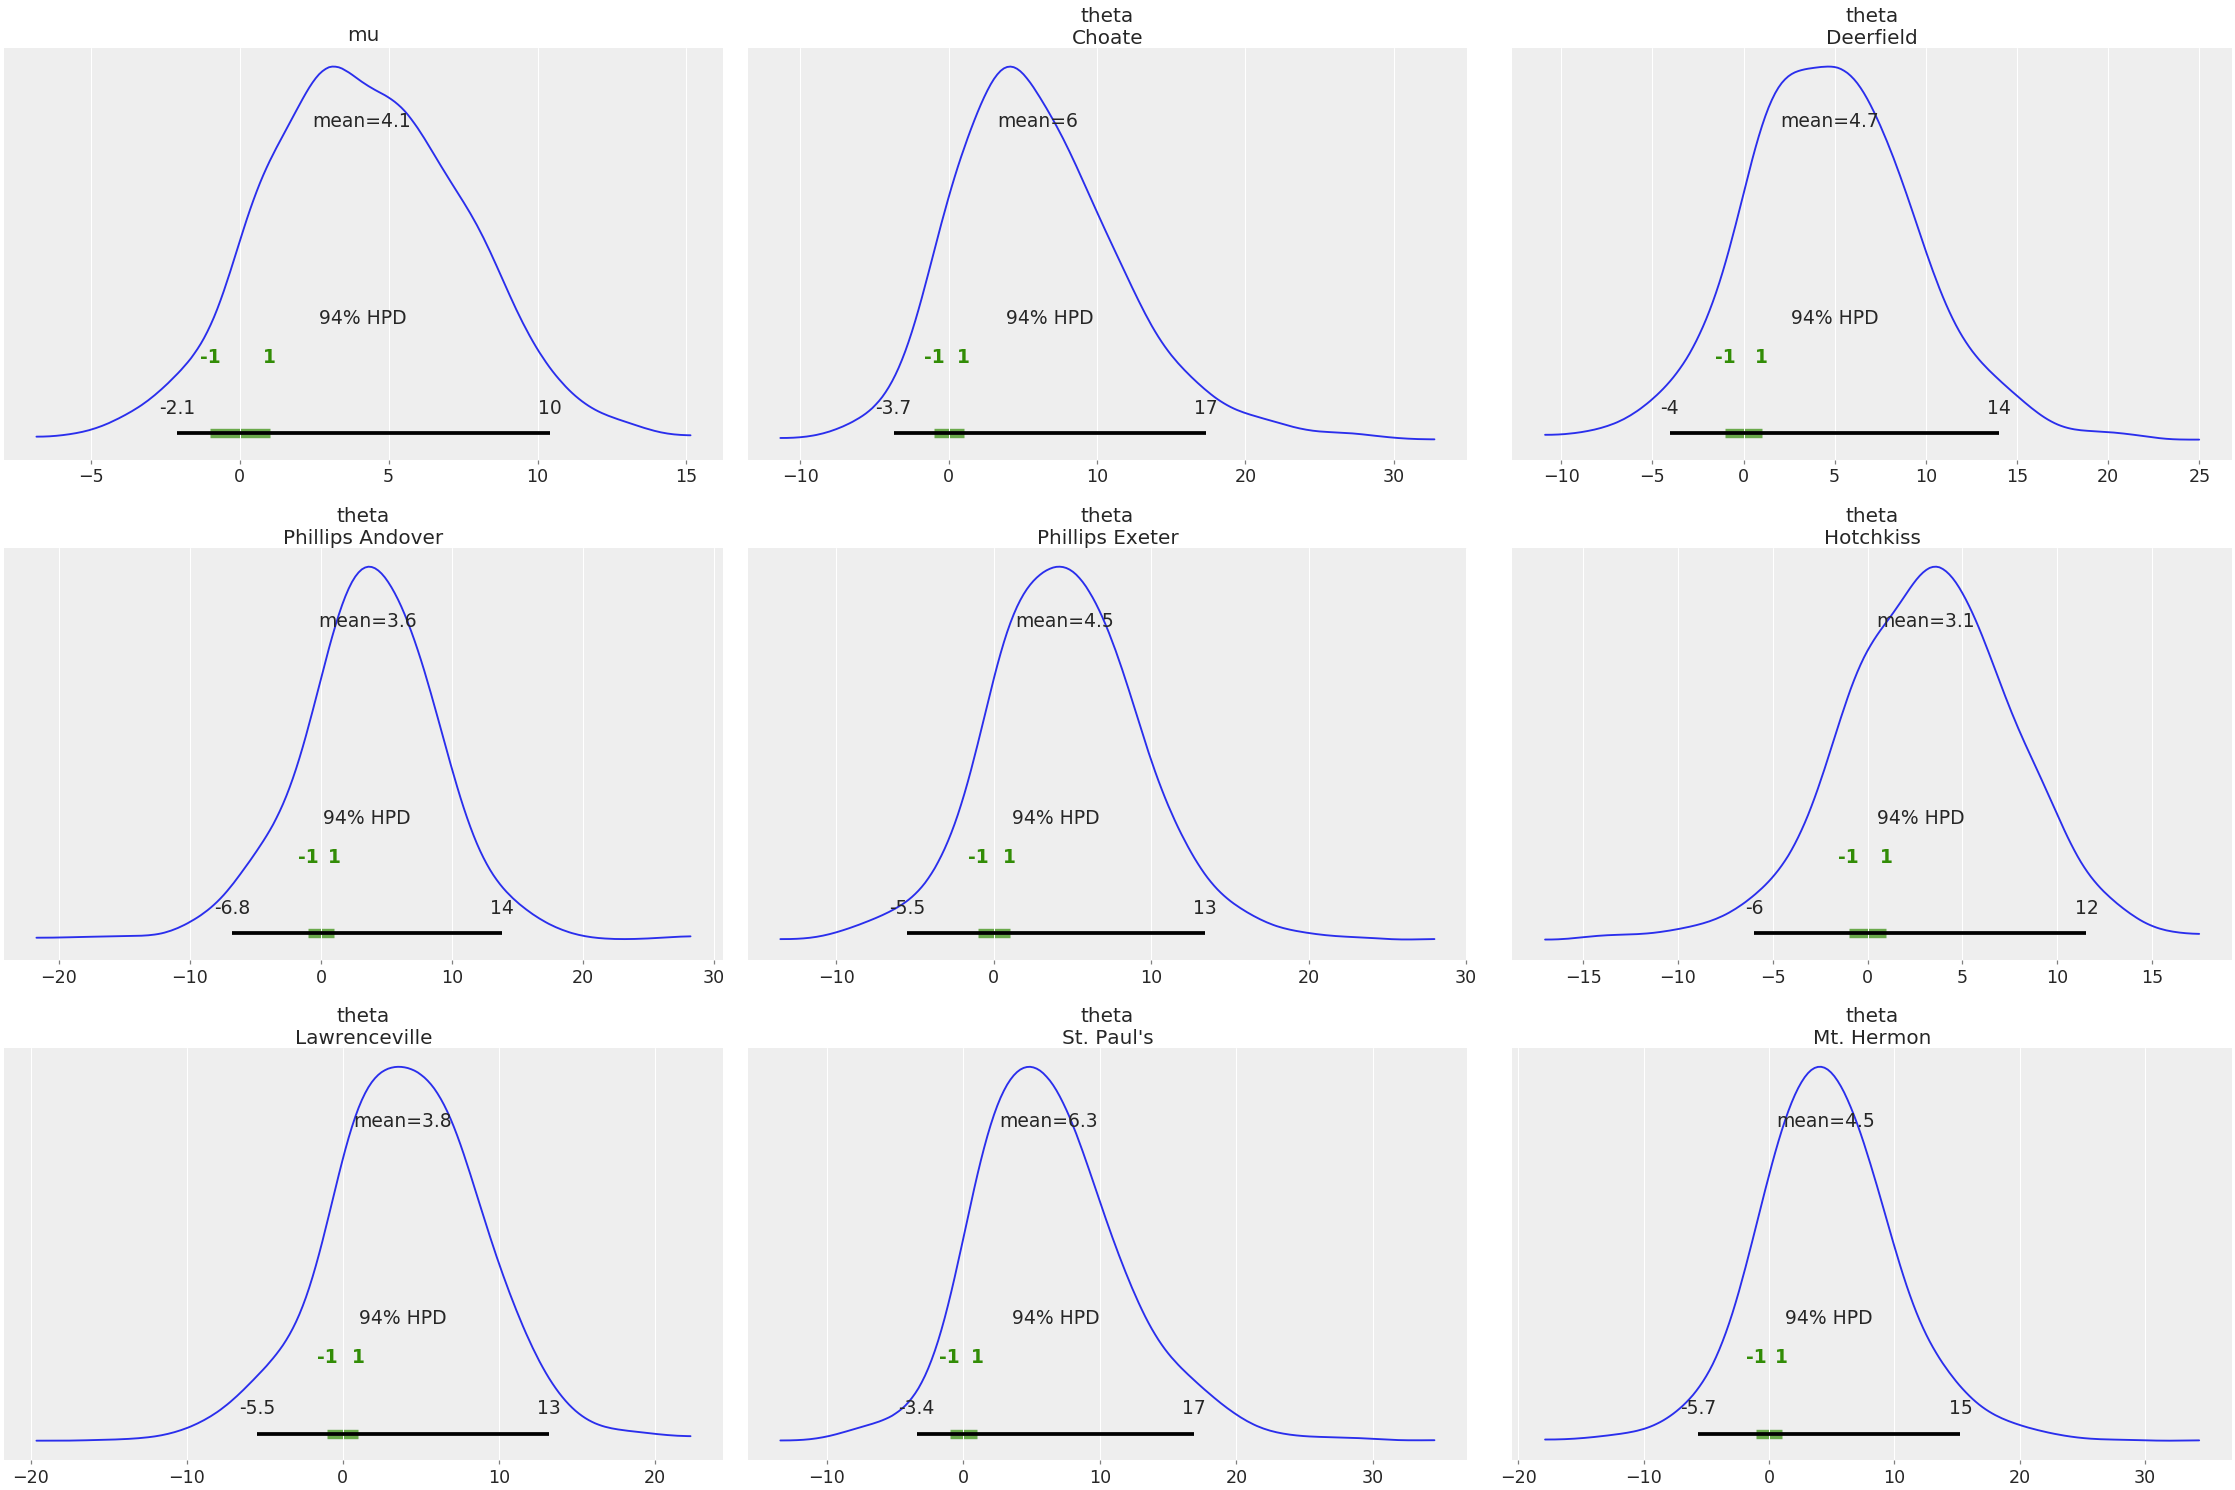 mu
mean=4.1
94% HPD
-1 1
-2.1 10
−5 0 5 10 15
theta
Choate
mean=6
94% HPD
-1 1
-3.7 17
−10 0 10 20 30
theta
Deerfield
mean=4.7
94% HPD
-1 1
-4 14
−10 −5 0 5 10 15 20 25
theta
Phillips Andover
mean=3.6
94% HPD
-1 1
-6.8 14
−20 −10 0 10 20 30
theta
Phillips Exeter
mean=4.5
94% HPD
-1 1
-5.5 13
−10 0 10 20 30
theta
Hotchkiss
mean=3.1
94% HPD
-1 1
-6 12
−15 −10 −5 0 5 10 15
theta
Lawrenceville
mean=3.8
94% HPD
-1 1
-5.5 13
−20 −10 0 10 20
theta
St. Paul's
mean=6.3
94% HPD
-1 1
-3.4 17
−10 0 10 20 30
theta
Mt. Hermon
mean=4.5
94% HPD
-1 1
-5.7 15
−20 −10 0 10 20 30